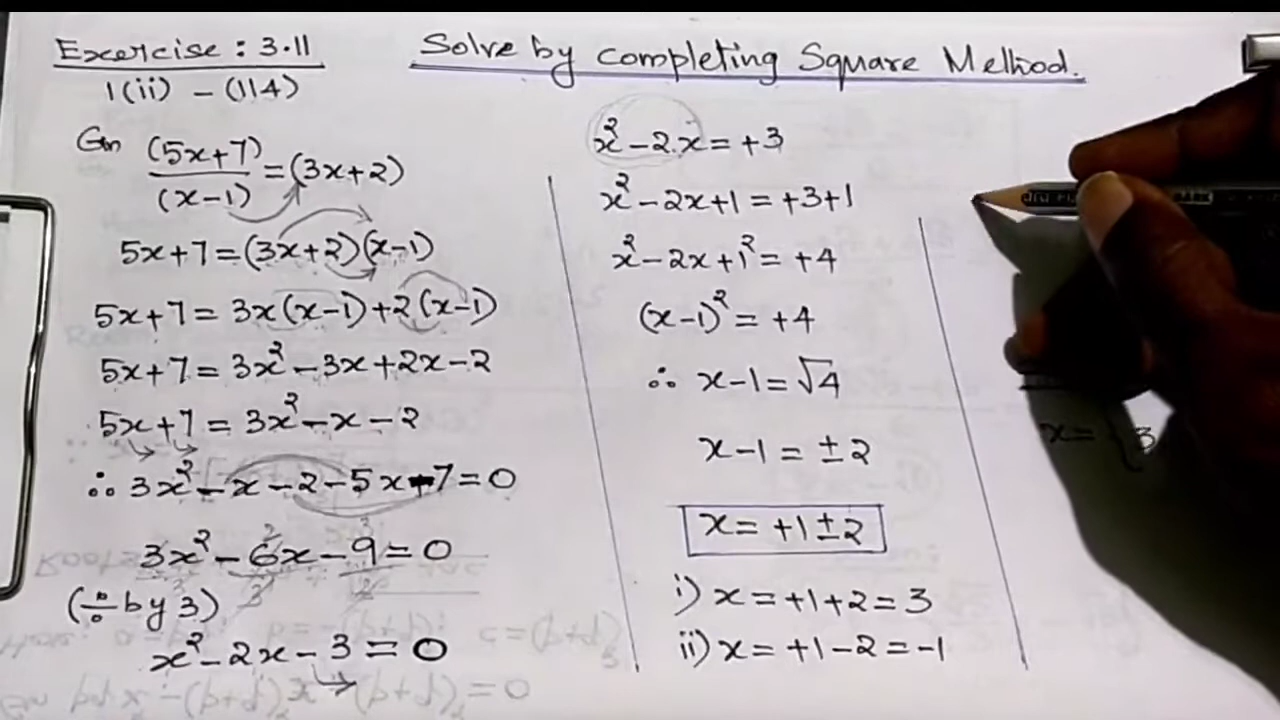 Excercise : 3.11
1(ii) - (114)
Solve by completing Square Method.
Gn (5x+7)/(x-1) = (3x+2)
5x+7 = (3x+2)(x-1)
5x+7 = 3x(x-1)+2(x-1)
5x+7 = 3x² - 3x + 2x - 2
5x+7 = 3x² - x - 2
∴ 3x² - x - 2 - 5x - 7 = 0
3x² - 6x - 9 = 0
(÷ by 3)
x² - 2x - 3 = 0
x² - 2x = +3
x² - 2x + 1 = +3+1
x² - 2x + 1² = +4
(x-1)² = +4
∴ x-1 = √4
x-1 = ±2
x = +1 ± 2
i) x = +1+2 = 3
ii) x = +1-2 = -1
x = { 3